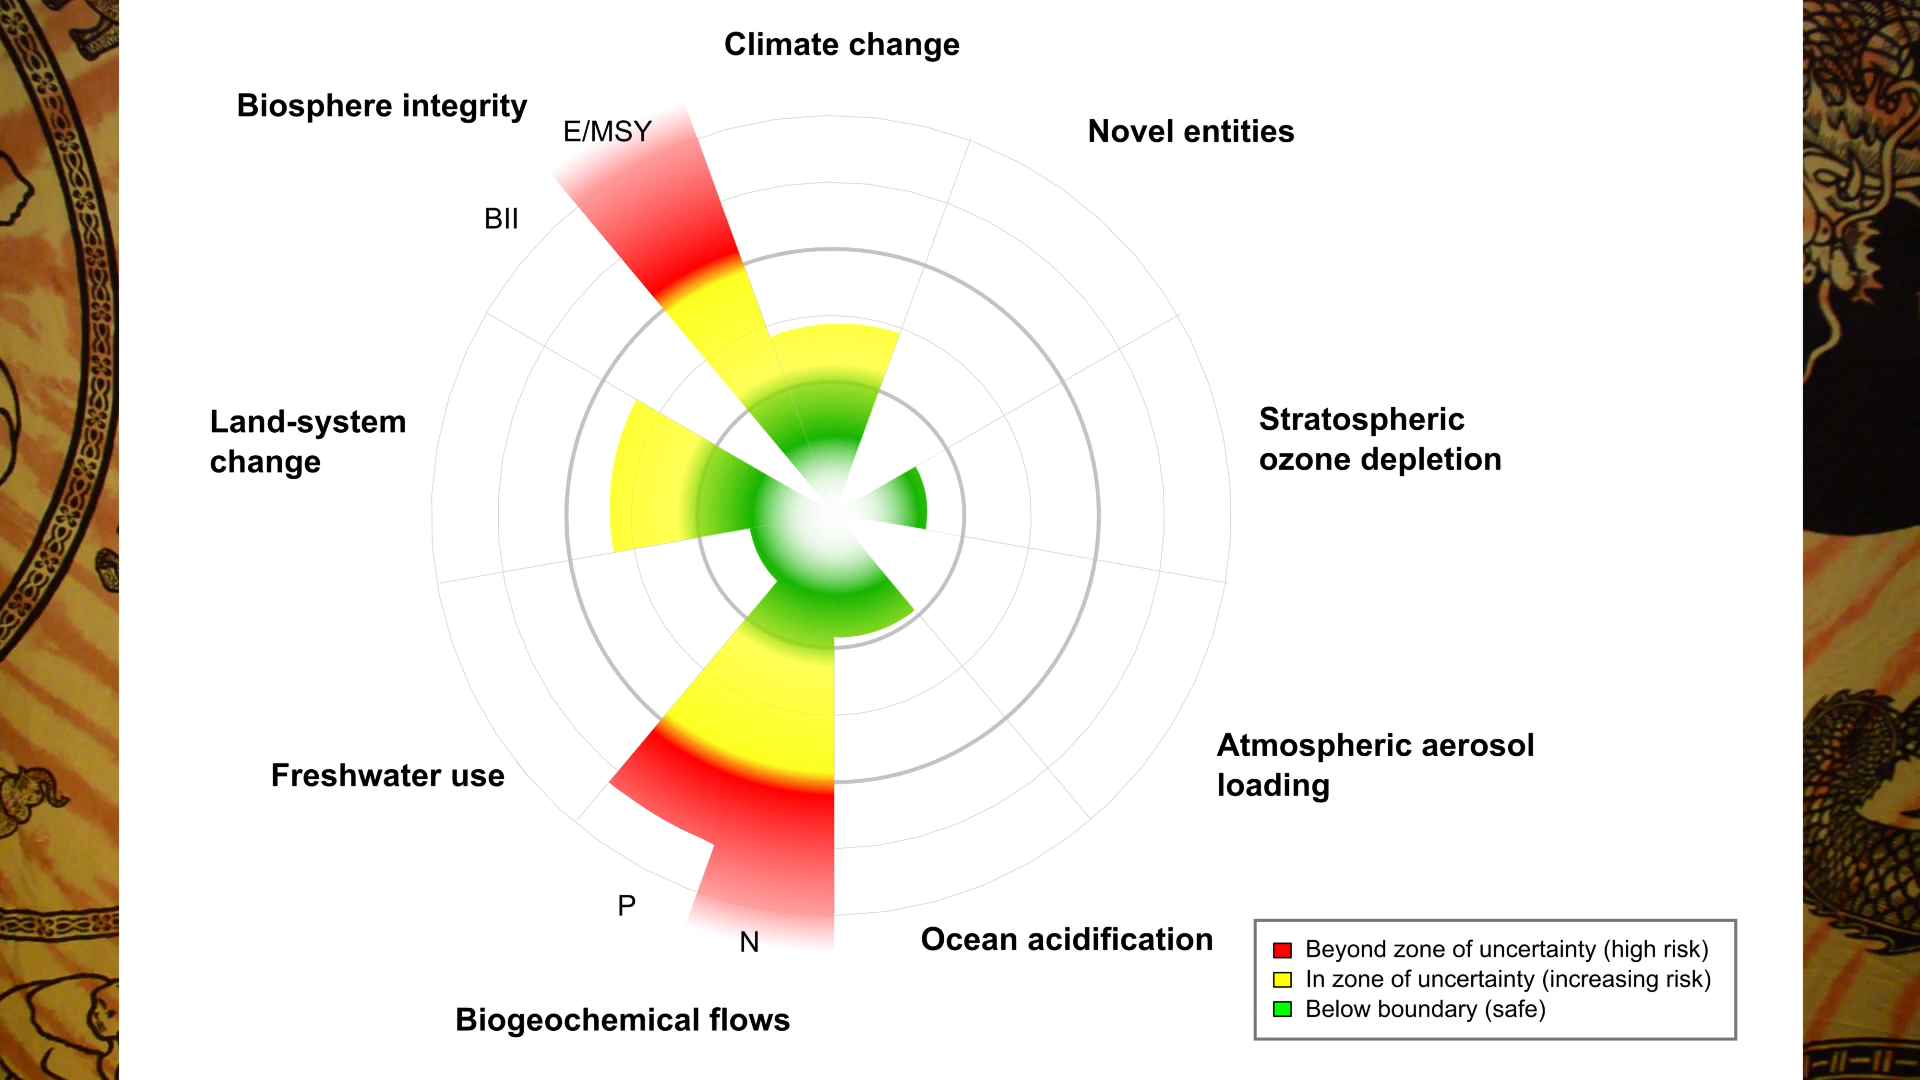 Climate change
Biosphere integrity
E/MSY
Novel entities
BII
Land-system
change
Stratospheric
ozone depletion
Atmospheric aerosol
loading
Freshwater use
P
N
Ocean acidification
Biogeochemical flows
Beyond zone of uncertainty (high risk)
In zone of uncertainty (increasing risk)
Below boundary (safe)